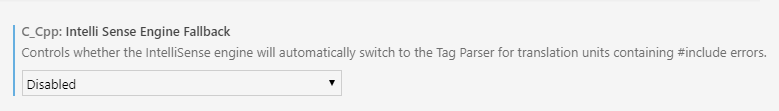 C_Cpp: Intelli Sense Engine Fallback
Controls whether the IntelliSense engine will automatically switch to the Tag Parser for translation units containing #include errors.
Disabled